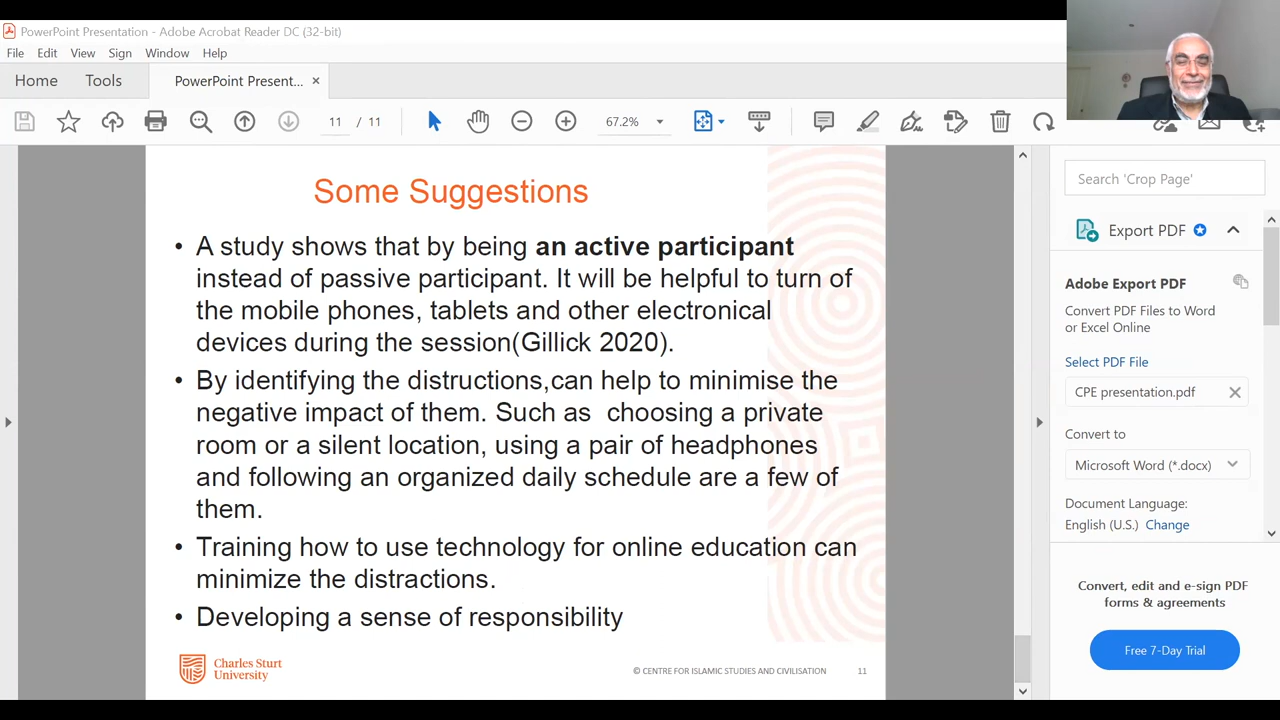 PowerPoint Presentation - Adobe Acrobat Reader DC (32-bit)
File Edit View Sign Window Help
Home Tools PowerPoint Present... ×
11 / 11 67.2%
Search 'Crop Page'
Some Suggestions
• A study shows that by being an active participant
instead of passive participant. It will be helpful to turn of
the mobile phones, tablets and other electronical
devices during the session(Gillick 2020).
• By identifying the distructions,can help to minimise the
negative impact of them. Such as choosing a private
room or a silent location, using a pair of headphones
and following an organized daily schedule are a few of
them.
• Training how to use technology for online education can
minimize the distractions.
• Developing a sense of responsibility
Charles Sturt
University
© CENTRE FOR ISLAMIC STUDIES AND CIVILISATION 11
Export PDF
Adobe Export PDF
Convert PDF Files to Word
or Excel Online
Select PDF File
CPE presentation.pdf
Convert to
Microsoft Word (*.docx)
Document Language:
English (U.S.) Change
Convert, edit and e-sign PDF
forms & agreements
Free 7-Day Trial